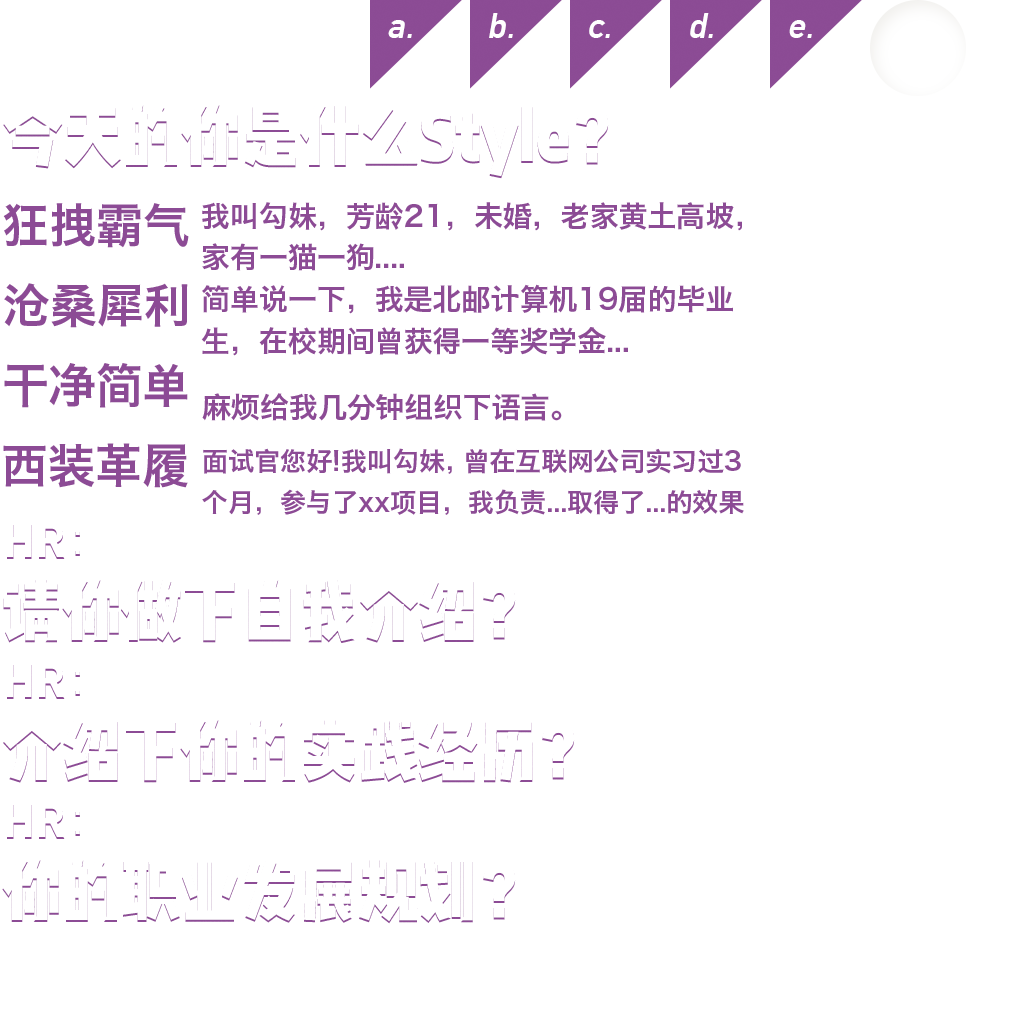 a. b. c. d. e.
今天的你是什么Style?
狂拽霸气
我叫勾妹，芳龄21，未婚，老家黄土高坡，
家有一猫一狗....
沧桑犀利
简单说一下，我是北邮计算机19届的毕业
生，在校期间曾获得一等奖学金...
干净简单
麻烦给我几分钟组织下语言。
西装革履
面试官您好!我叫勾妹, 曾在互联网公司实习过3
个月，参与了xx项目，我负责...取得了...的效果
HR:
请你做下自我介绍?
HR:
介绍下你的实践经历?
HR:
你的职业发展规划?